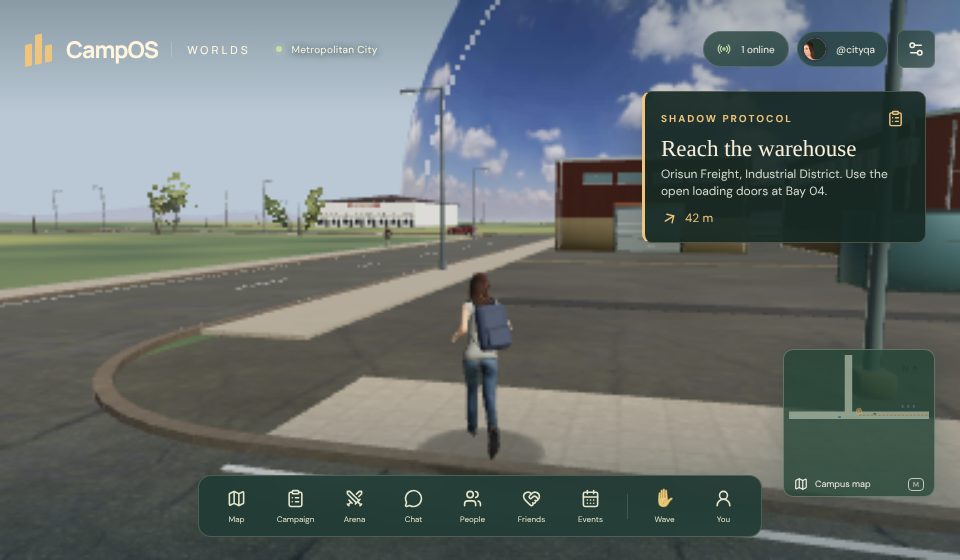 CampOS
WORLDS
Metropolitan City
1 online
@cityqa
SHADOW PROTOCOL
Reach the warehouse
Orisun Freight, Industrial District. Use the
open loading doors at Bay 04.
42 m
Campus map
M
Map
Campaign
Arena
Chat
People
Friends
Events
Wave
You